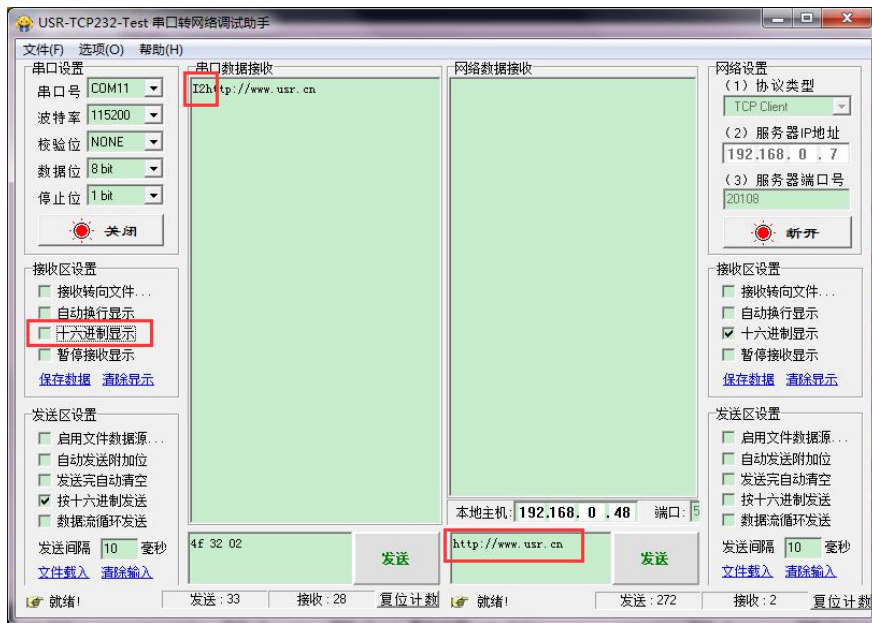 USR-TCP232-Test 串口转网络调试助手
文件(F) 选项(O) 帮助(H)
串口设置
串口号 COM11
波特率 115200
校验位 NONE
数据位 8 bit
停止位 1 bit
关闭
接收区设置
接收转向文件...
自动换行显示
十六进制显示
暂停接收显示
保存数据 清除显示
发送区设置
启用文件数据源...
自动发送附加位
发送完自动清空
按十六进制发送
数据流循环发送
发送间隔 10 毫秒
文件载入 清除输入
就绪!
串口数据接收
I2http://www.usr.cn
4f 32 02
发送
发送:33 接收:28 复位计数
网络数据接收
本地主机: 192.168. 0 .48 端口: 5
http://www.usr.cn
发送
就绪! 发送:272 接收:2 复位计数
网络设置
(1) 协议类型
TCP Client
(2) 服务器IP地址
192.168. 0 . 7
(3) 服务器端口号
20108
断开
接收区设置
接收转向文件...
自动换行显示
十六进制显示
暂停接收显示
保存数据 清除显示
发送区设置
启用文件数据源...
自动发送附加位
发送完自动清空
按十六进制发送
数据流循环发送
发送间隔 10 毫秒
文件载入 清除输入